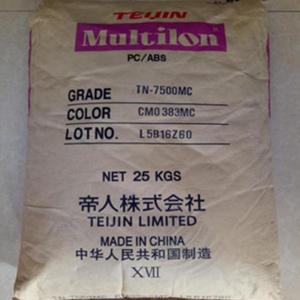 TEIJIN
Multilon
PC/ABS
GRADE TN-7500MC
COLOR CM0383MC
LOT NO. L5B16Z60
NET 25 KGS
帝人株式会社
TEIJIN LIMITED
MADE IN CHINA
中华人民共和国制造
XVII